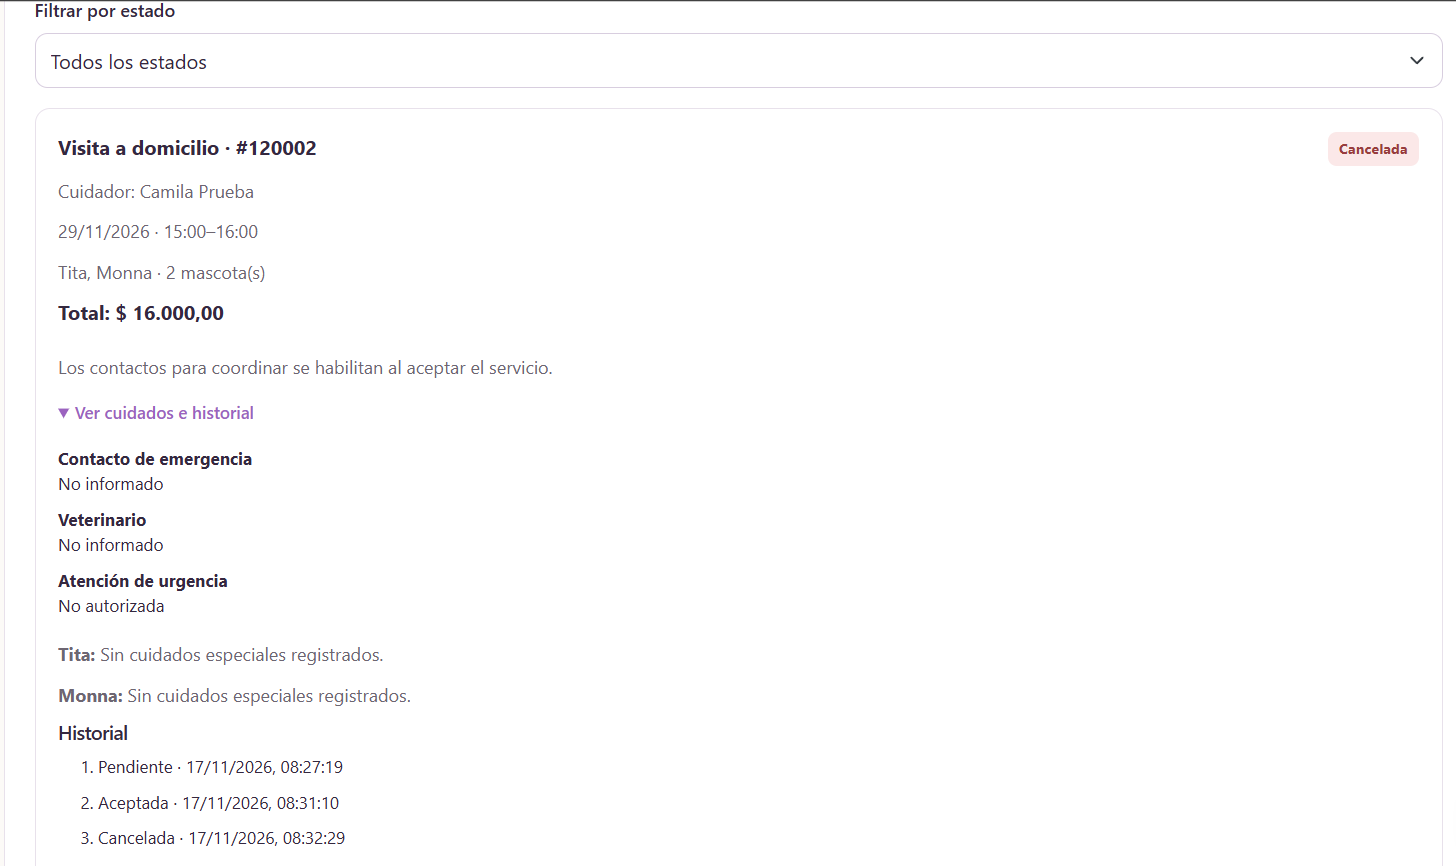 Filtrar por estado
Todos los estados
Visita a domicilio · #120002
Cancelada
Cuidador: Camila Prueba
29/11/2026 · 15:00–16:00
Tita, Monna · 2 mascota(s)
Total: $ 16.000,00
Los contactos para coordinar se habilitan al aceptar el servicio.
▼ Ver cuidados e historial
Contacto de emergencia
No informado
Veterinario
No informado
Atención de urgencia
No autorizada
Tita: Sin cuidados especiales registrados.
Monna: Sin cuidados especiales registrados.
Historial
1. Pendiente · 17/11/2026, 08:27:19
2. Aceptada · 17/11/2026, 08:31:10
3. Cancelada · 17/11/2026, 08:32:29